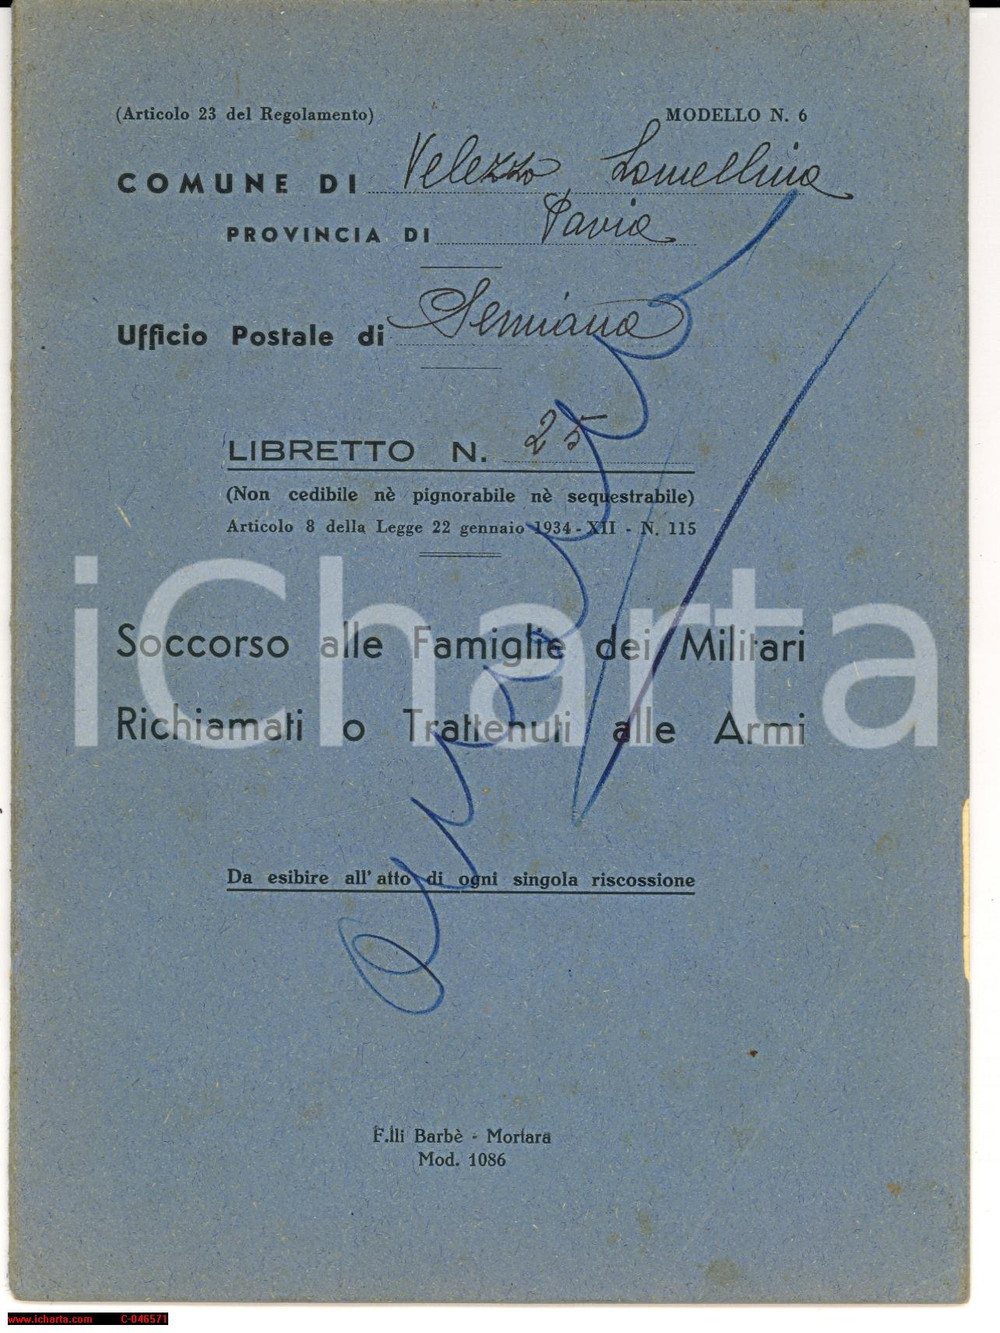 (Articolo 23 del Regolamento) MODELLO N. 6
COMUNE DI Velezzo Lomellina
PROVINCIA DI Pavia
Ufficio Postale di Semiana
LIBRETTO N. 25
(Non cedibile nè pignorabile nè sequestrabile)
Articolo 8 della Legge 22 gennaio 1934 - XII - N. 115
iCharta
Soccorso alle Famiglie dei Militari
Richiamati o Trattenuti alle Armi
Da esibire all'atto di ogni singola riscossione
Annullato
F.lli Barbè - Mortara
Mod. 1086
www.icharta.com C-046571